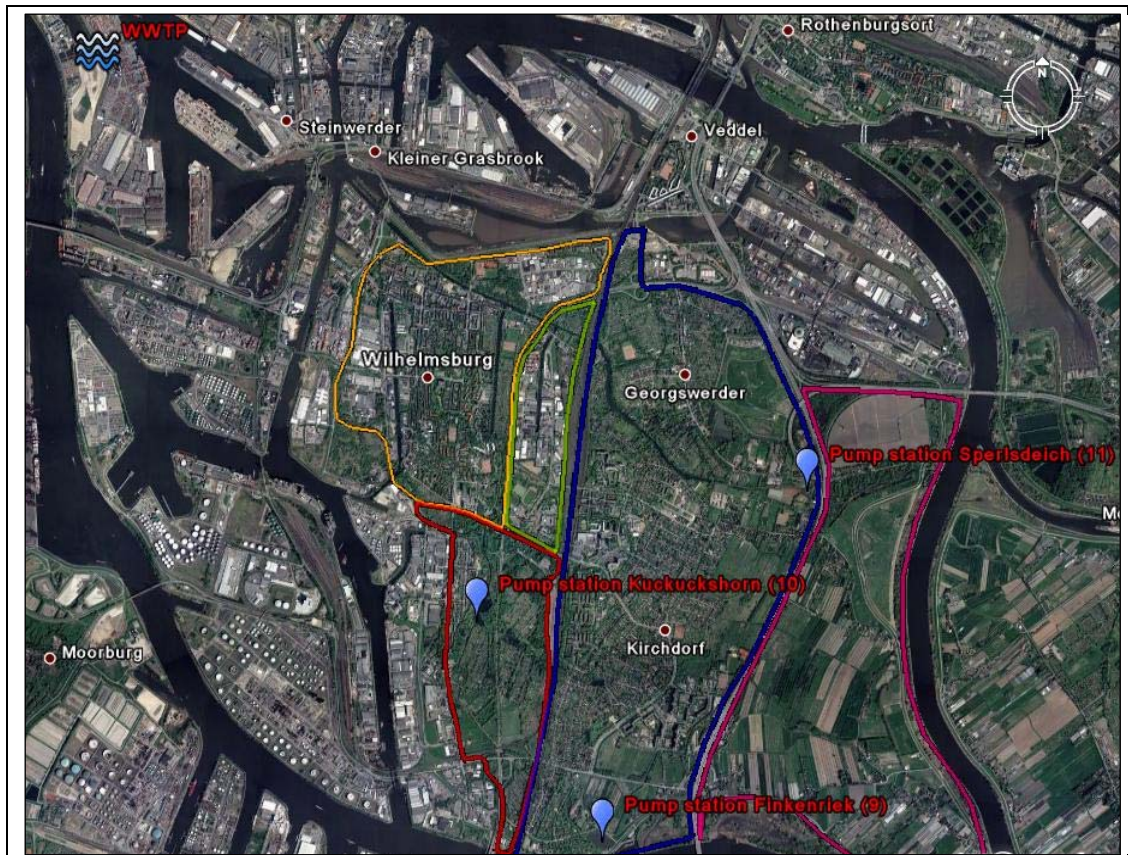 WWTP
Rothenburgsort
N
Steinwerder
Veddel
Kleiner Grasbrook
Wilhelmsburg
Georgswerder
Pump station Sperlsdeich (11)
Mo
Pump station Kuckuckshorn (10)
Moorburg
Kirchdorf
Pump station Finkenriek (9)